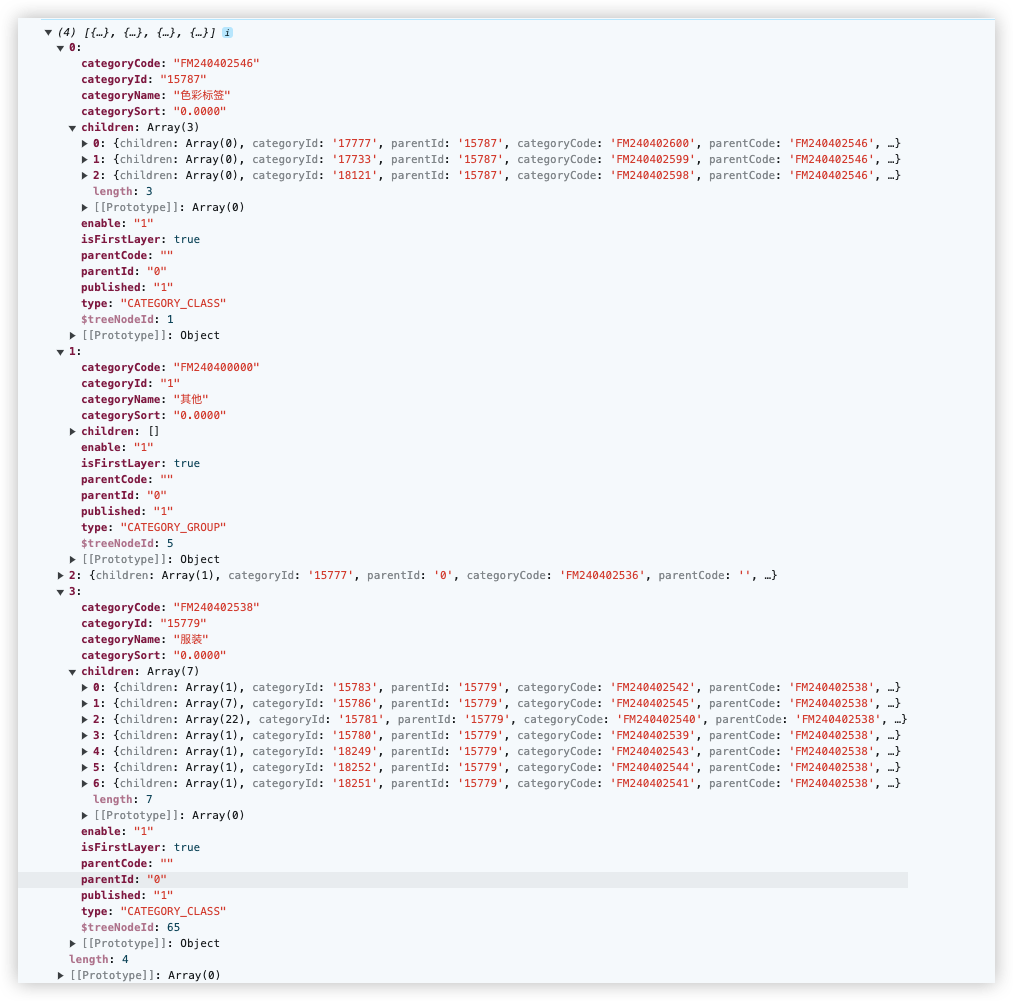 (4) [{…}, {…}, {…}, {…}] i
0:
categoryCode: "FM240402546"
categoryId: "15787"
categoryName: "色彩标签"
categorySort: "0.0000"
children: Array(3)
0: {children: Array(0), categoryId: '17777', parentId: '15787', categoryCode: 'FM240402600', parentCode: 'FM240402546', …}
1: {children: Array(0), categoryId: '17733', parentId: '15787', categoryCode: 'FM240402599', parentCode: 'FM240402546', …}
2: {children: Array(0), categoryId: '18121', parentId: '15787', categoryCode: 'FM240402598', parentCode: 'FM240402546', …}
length: 3
[[Prototype]]: Array(0)
enable: "1"
isFirstLayer: true
parentCode: ""
parentId: "0"
published: "1"
type: "CATEGORY_CLASS"
$treeNodeId: 1
[[Prototype]]: Object
1:
categoryCode: "FM240400000"
categoryId: "1"
categoryName: "其他"
categorySort: "0.0000"
children: []
enable: "1"
isFirstLayer: true
parentCode: ""
parentId: "0"
published: "1"
type: "CATEGORY_GROUP"
$treeNodeId: 5
[[Prototype]]: Object
2: {children: Array(1), categoryId: '15777', parentId: '0', categoryCode: 'FM240402536', parentCode: '', …}
3:
categoryCode: "FM240402538"
categoryId: "15779"
categoryName: "服装"
categorySort: "0.0000"
children: Array(7)
0: {children: Array(1), categoryId: '15783', parentId: '15779', categoryCode: 'FM240402542', parentCode: 'FM240402538', …}
1: {children: Array(7), categoryId: '15786', parentId: '15779', categoryCode: 'FM240402545', parentCode: 'FM240402538', …}
2: {children: Array(22), categoryId: '15781', parentId: '15779', categoryCode: 'FM240402540', parentCode: 'FM240402538', …}
3: {children: Array(1), categoryId: '15780', parentId: '15779', categoryCode: 'FM240402539', parentCode: 'FM240402538', …}
4: {children: Array(1), categoryId: '18249', parentId: '15779', categoryCode: 'FM240402543', parentCode: 'FM240402538', …}
5: {children: Array(1), categoryId: '18252', parentId: '15779', categoryCode: 'FM240402544', parentCode: 'FM240402538', …}
6: {children: Array(1), categoryId: '18251', parentId: '15779', categoryCode: 'FM240402541', parentCode: 'FM240402538', …}
length: 7
[[Prototype]]: Array(0)
enable: "1"
isFirstLayer: true
parentCode: ""
parentId: "0"
published: "1"
type: "CATEGORY_CLASS"
$treeNodeId: 65
[[Prototype]]: Object
length: 4
[[Prototype]]: Array(0)